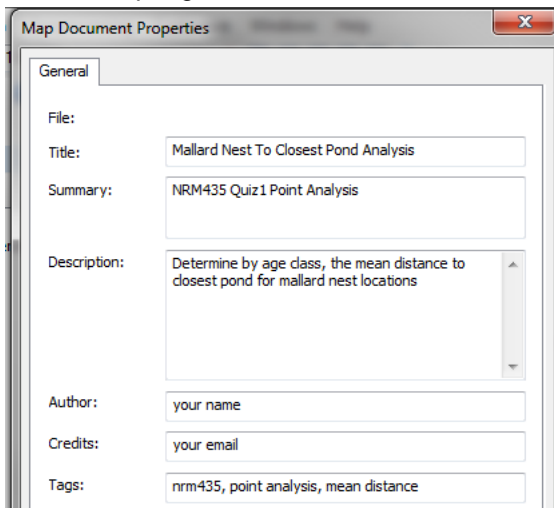 Map Document Properties
General
File:
Title: Mallard Nest To Closest Pond Analysis
Summary: NRM435 Quiz1 Point Analysis
Description: Determine by age class, the mean distance to
closest pond for mallard nest locations
Author: your name
Credits: your email
Tags: nrm435, point analysis, mean distance